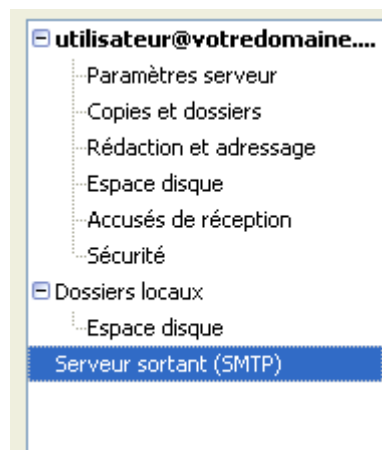 utilisateur@votredomaine....
Paramètres serveur
Copies et dossiers
Rédaction et adressage
Espace disque
Accusés de réception
Sécurité
Dossiers locaux
Espace disque
Serveur sortant (SMTP)